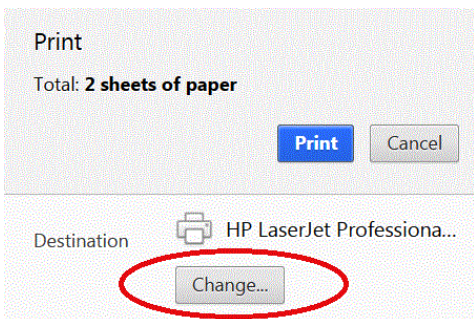 Print
Total: 2 sheets of paper
Print Cancel
Destination HP LaserJet Professiona...
Change...